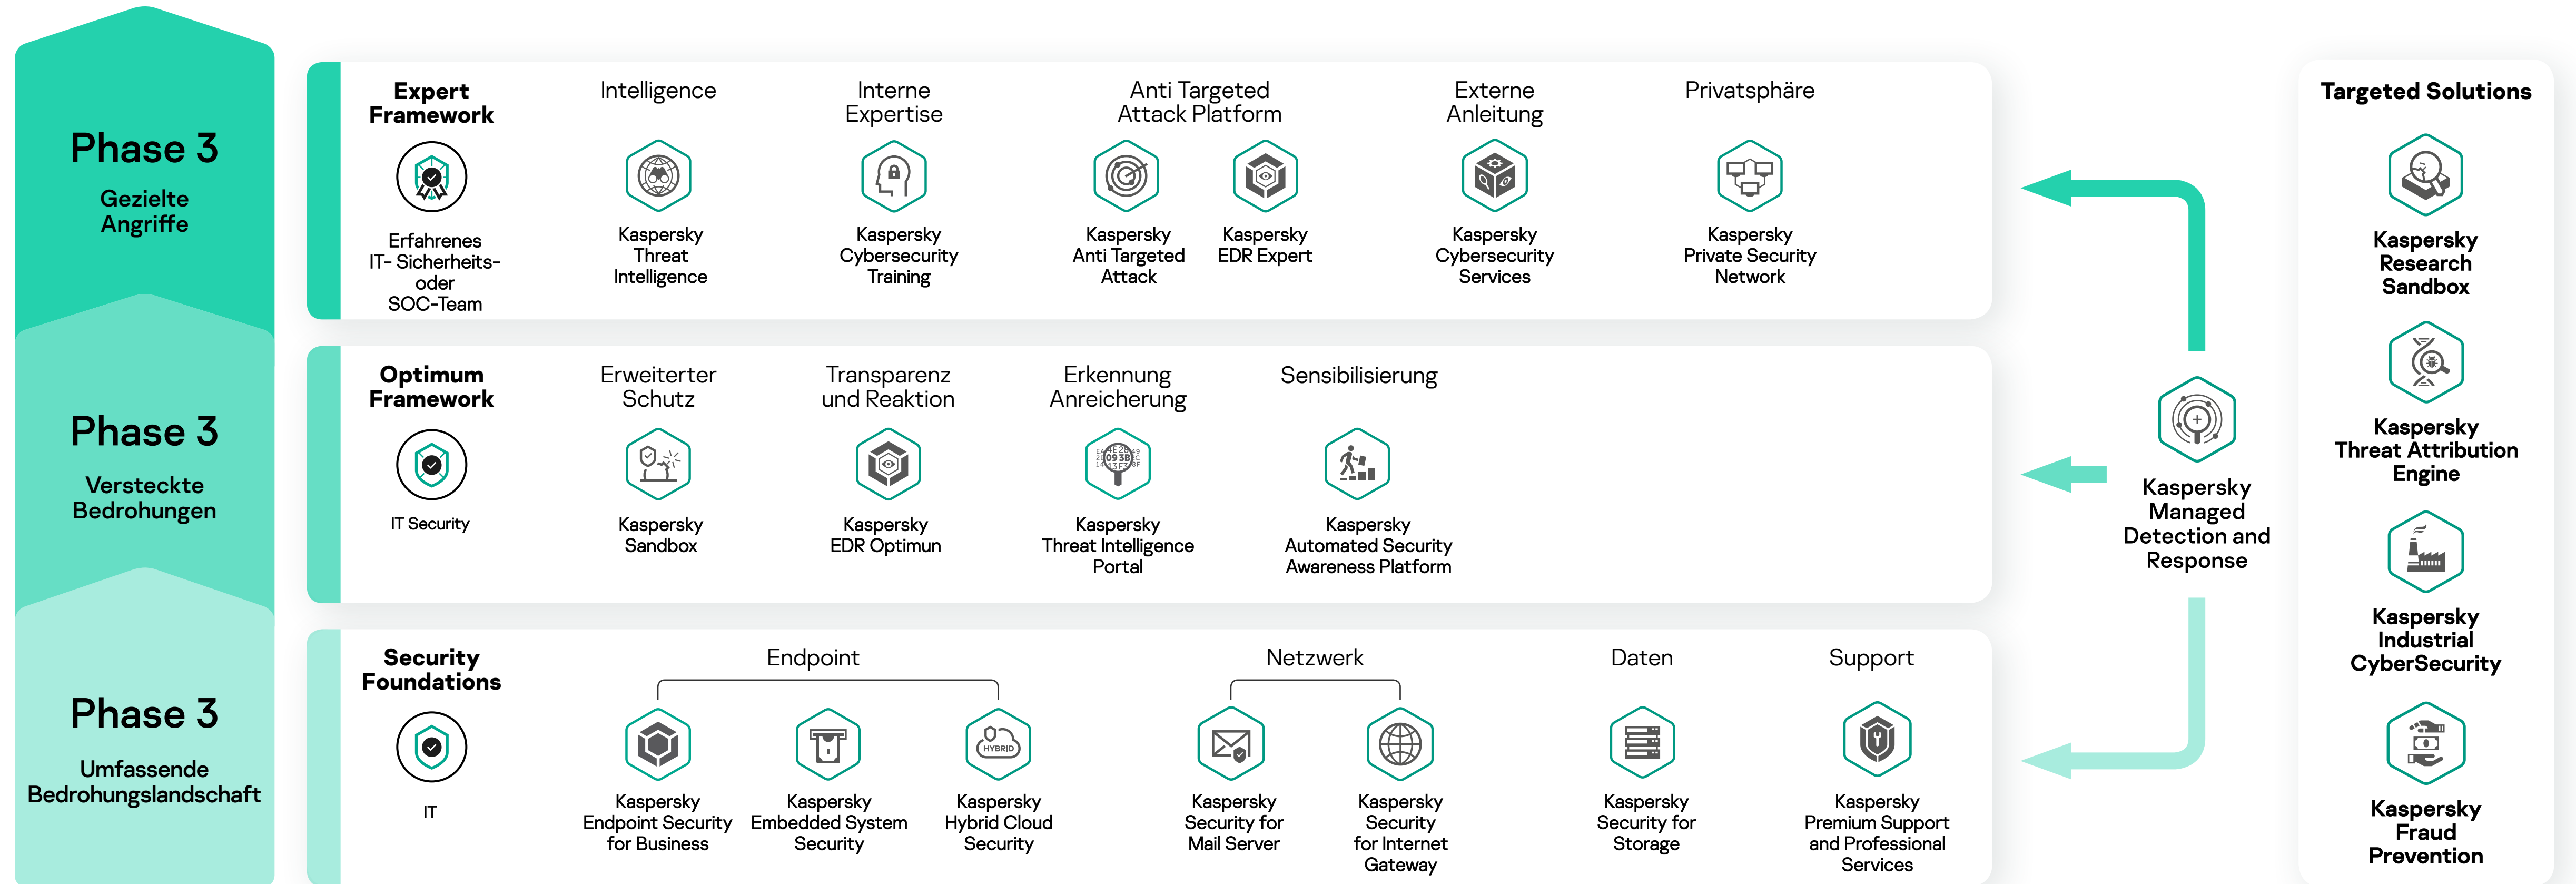 Phase 3
Gezielte
Angriffe
Expert
Framework
Erfahrenes
IT- Sicherheits-
oder
SOC-Team
Intelligence
Kaspersky
Threat
Intelligence
Interne
Expertise
Kaspersky
Cybersecurity
Training
Anti Targeted
Attack Platform
Kaspersky
Anti Targeted
Attack
Kaspersky
EDR Expert
Externe
Anleitung
Kaspersky
Cybersecurity
Services
Privatsphäre
Kaspersky
Private Security
Network
Phase 3
Versteckte
Bedrohungen
Optimum
Framework
IT Security
Erweiterter
Schutz
Kaspersky
Sandbox
Transparenz
und Reaktion
Kaspersky
EDR Optimun
Erkennung
Anreicherung
Kaspersky
Threat Intelligence
Portal
Sensibilisierung
Kaspersky
Automated Security
Awareness Platform
Phase 3
Umfassende
Bedrohungslandschaft
Security
Foundations
IT
Endpoint
Kaspersky
Endpoint Security
for Business
Kaspersky
Embedded System
Security
HYBRID
Kaspersky
Hybrid Cloud
Security
Netzwerk
Kaspersky
Security for
Mail Server
Kaspersky
Security
for Internet
Gateway
Daten
Kaspersky
Security for
Storage
Support
Kaspersky
Premium Support
and Professional
Services
Kaspersky
Managed
Detection and
Response
Targeted Solutions
Kaspersky
Research
Sandbox
Kaspersky
Threat Attribution
Engine
Kaspersky
Industrial
CyberSecurity
Kaspersky
Fraud
Prevention